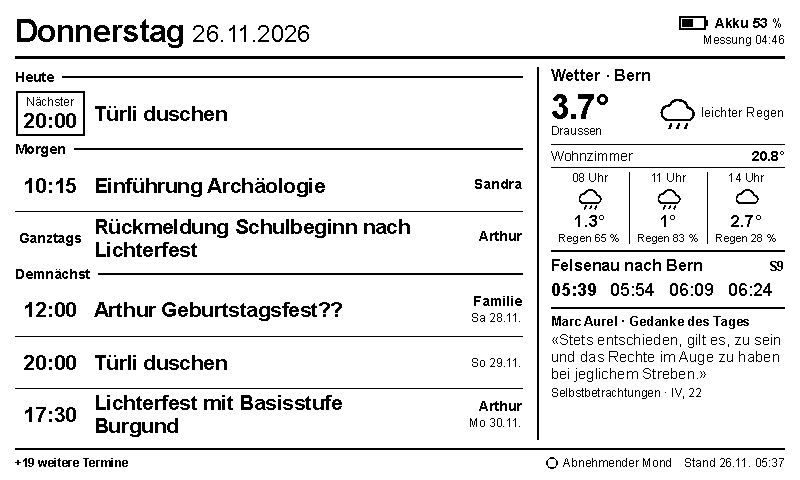 Donnerstag 26.11.2026
Akku 53 %
Messung 04:46
Heute
Nächster
20:00 Türli duschen
Morgen
10:15 Einführung Archäologie Sandra
Ganztags Rückmeldung Schulbeginn nach
Lichterfest Arthur
Demnächst
12:00 Arthur Geburtstagsfest?? Familie
Sa 28.11.
20:00 Türli duschen So 29.11.
17:30 Lichterfest mit Basisstufe
Burgund Arthur
Mo 30.11.
+19 weitere Termine
Wetter · Bern
3.7° leichter Regen
Draussen
Wohnzimmer 20.8°
08 Uhr 11 Uhr 14 Uhr
1.3° 1° 2.7°
Regen 65 % Regen 83 % Regen 28 %
Felsenau nach Bern S9
05:39 05:54 06:09 06:24
Marc Aurel · Gedanke des Tages
«Stets entschieden, gilt es, zu sein
und das Rechte im Auge zu haben
bei jeglichem Streben.»
Selbstbetrachtungen · IV, 22
Abnehmender Mond Stand 26.11. 05:37